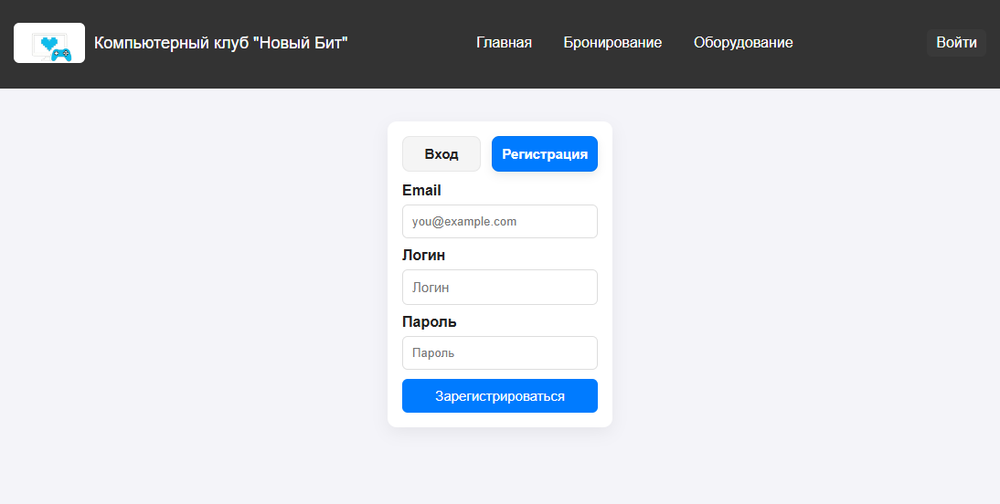 Компьютерный клуб "Новый Бит"
Главная
Бронирование
Оборудование
Войти
Вход
Регистрация
Email
you@example.com
Логин
Логин
Пароль
Пароль
Зарегистрироваться